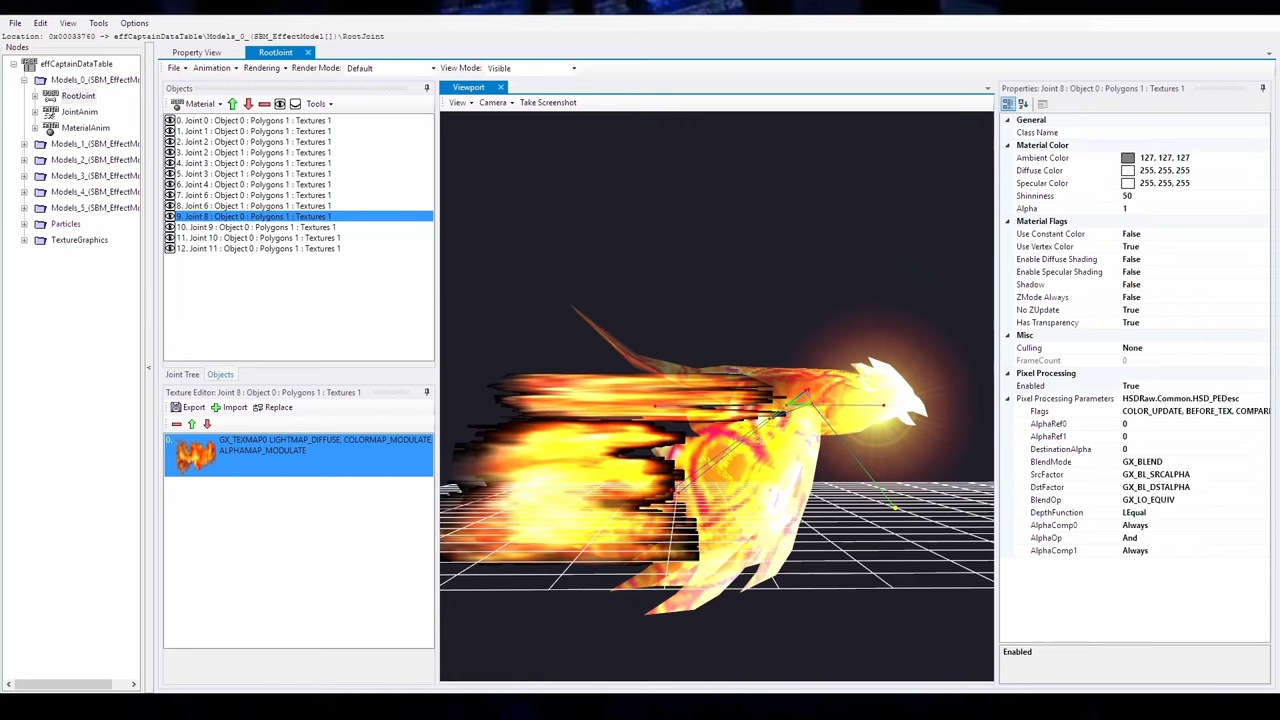 File Edit View Tools Options
Location: 0x00033760 -> effCaptainDataTable\Models_0_(SBM_EffectModel[])\RootJoint
Nodes
effCaptainDataTable
Models_0_(SBM_EffectMo
RootJoint
JointAnim
MaterialAnim
Models_1_(SBM_EffectMo
Models_2_(SBM_EffectMo
Models_3_(SBM_EffectMo
Models_4_(SBM_EffectMo
Models_5_(SBM_EffectMo
Particles
TextureGraphics
Property View RootJoint
File Animation Rendering Render Mode: Default View Mode: Visible
Objects
Material Tools
0. Joint 0 : Object 0 : Polygons 1 : Textures 1
1. Joint 1 : Object 0 : Polygons 1 : Textures 1
2. Joint 2 : Object 0 : Polygons 1 : Textures 1
3. Joint 2 : Object 1 : Polygons 1 : Textures 1
4. Joint 3 : Object 0 : Polygons 1 : Textures 1
5. Joint 3 : Object 1 : Polygons 1 : Textures 1
6. Joint 4 : Object 0 : Polygons 1 : Textures 1
7. Joint 6 : Object 0 : Polygons 1 : Textures 1
8. Joint 6 : Object 1 : Polygons 1 : Textures 1
9. Joint 8 : Object 0 : Polygons 1 : Textures 1
10. Joint 9 : Object 0 : Polygons 1 : Textures 1
11. Joint 10 : Object 0 : Polygons 1 : Textures 1
12. Joint 11 : Object 0 : Polygons 1 : Textures 1
Joint Tree Objects
Texture Editor: Joint 8 : Object 0 : Polygons 1 : Textures 1
Export Import Replace
0. GX_TEXMAP0 LIGHTMAP_DIFFUSE, COLORMAP_MODULATE,
ALPHAMAP_MODULATE
Viewport
View Camera Take Screenshot
Properties: Joint 8 : Object 0 : Polygons 1 : Textures 1
General
Class Name
Material Color
Ambient Color 127, 127, 127
Diffuse Color 255, 255, 255
Specular Color 255, 255, 255
Shinniness 50
Alpha 1
Material Flags
Use Constant Color False
Use Vertex Color True
Enable Diffuse Shading False
Enable Specular Shading False
Shadow False
ZMode Always False
No ZUpdate True
Has Transparency True
Misc
Culling None
FrameCount 0
Pixel Processing
Enabled True
Pixel Processing Parameters HSDRaw.Common.HSD_PEDesc
Flags COLOR_UPDATE, BEFORE_TEX, COMPARE
AlphaRef0 0
AlphaRef1 0
DestinationAlpha 0
BlendMode GX_BLEND
SrcFactor GX_BL_SRCALPHA
DstFactor GX_BL_DSTALPHA
BlendOp GX_LO_EQUIV
DepthFunction LEqual
AlphaComp0 Always
AlphaOp And
AlphaComp1 Always
Enabled